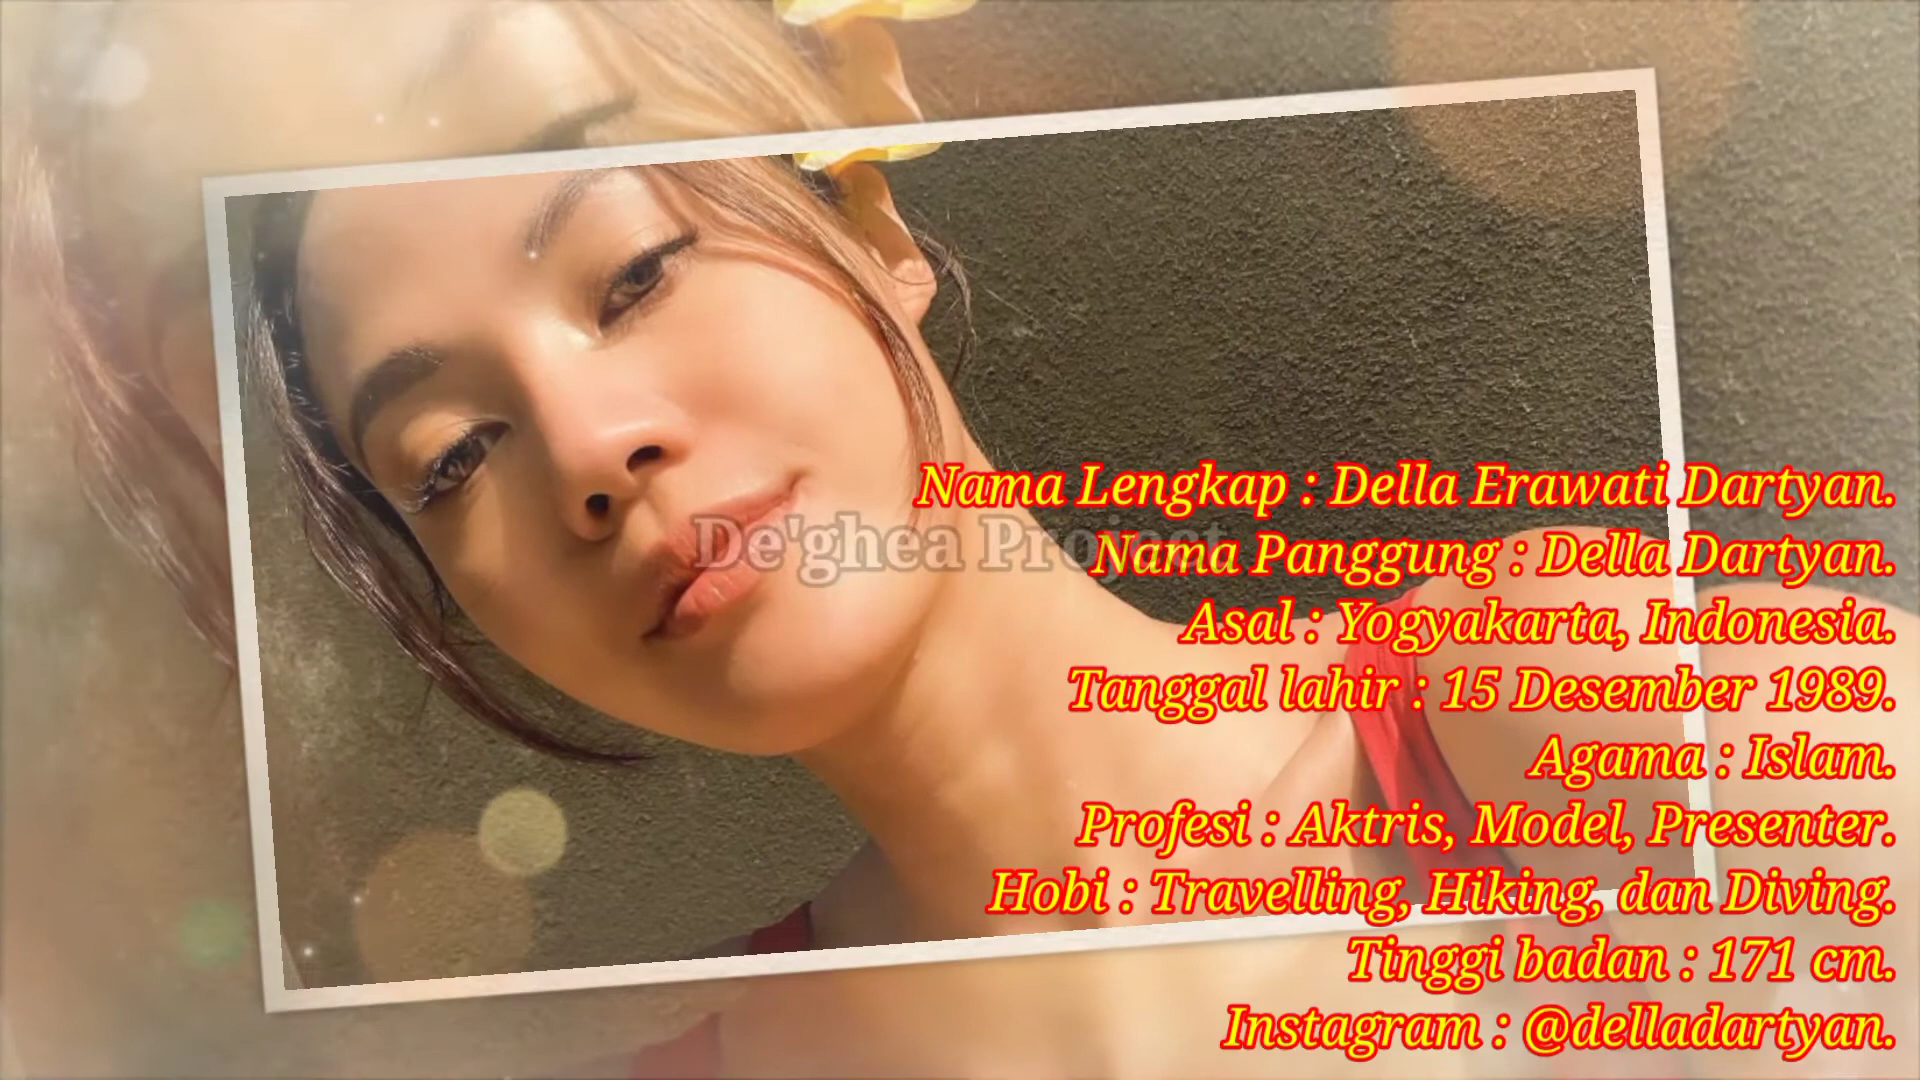 Nama Lengkap : Della Erawati Dartyan.
De'ghea Project
Nama Panggung : Della Dartyan.
Asal : Yogyakarta, Indonesia.
Tanggal lahir : 15 Desember 1989.
Agama : Islam.
Profesi : Aktris, Model, Presenter.
Hobi : Travelling, Hiking, dan Diving.
Tinggi badan : 171 cm.
Instagram : @delladartyan.